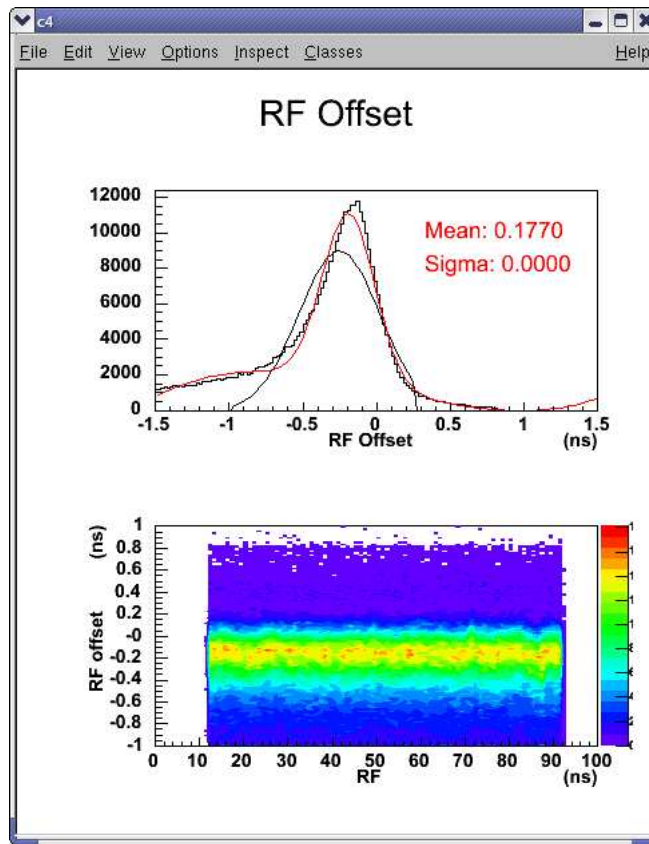 c4
File Edit View Options Inspect Classes Help
RF Offset
Mean: 0.1770
Sigma: 0.0000
12000
10000
8000
6000
4000
2000
0
-1.5 -1 -0.5 0 0.5 1 1.5
RF Offset (ns)
RF offset (ns)
1
0.8
0.6
0.4
0.2
-0
-0.2
-0.4
-0.6
-0.8
-1
0 10 20 30 40 50 60 70 80 90 100
RF (ns)